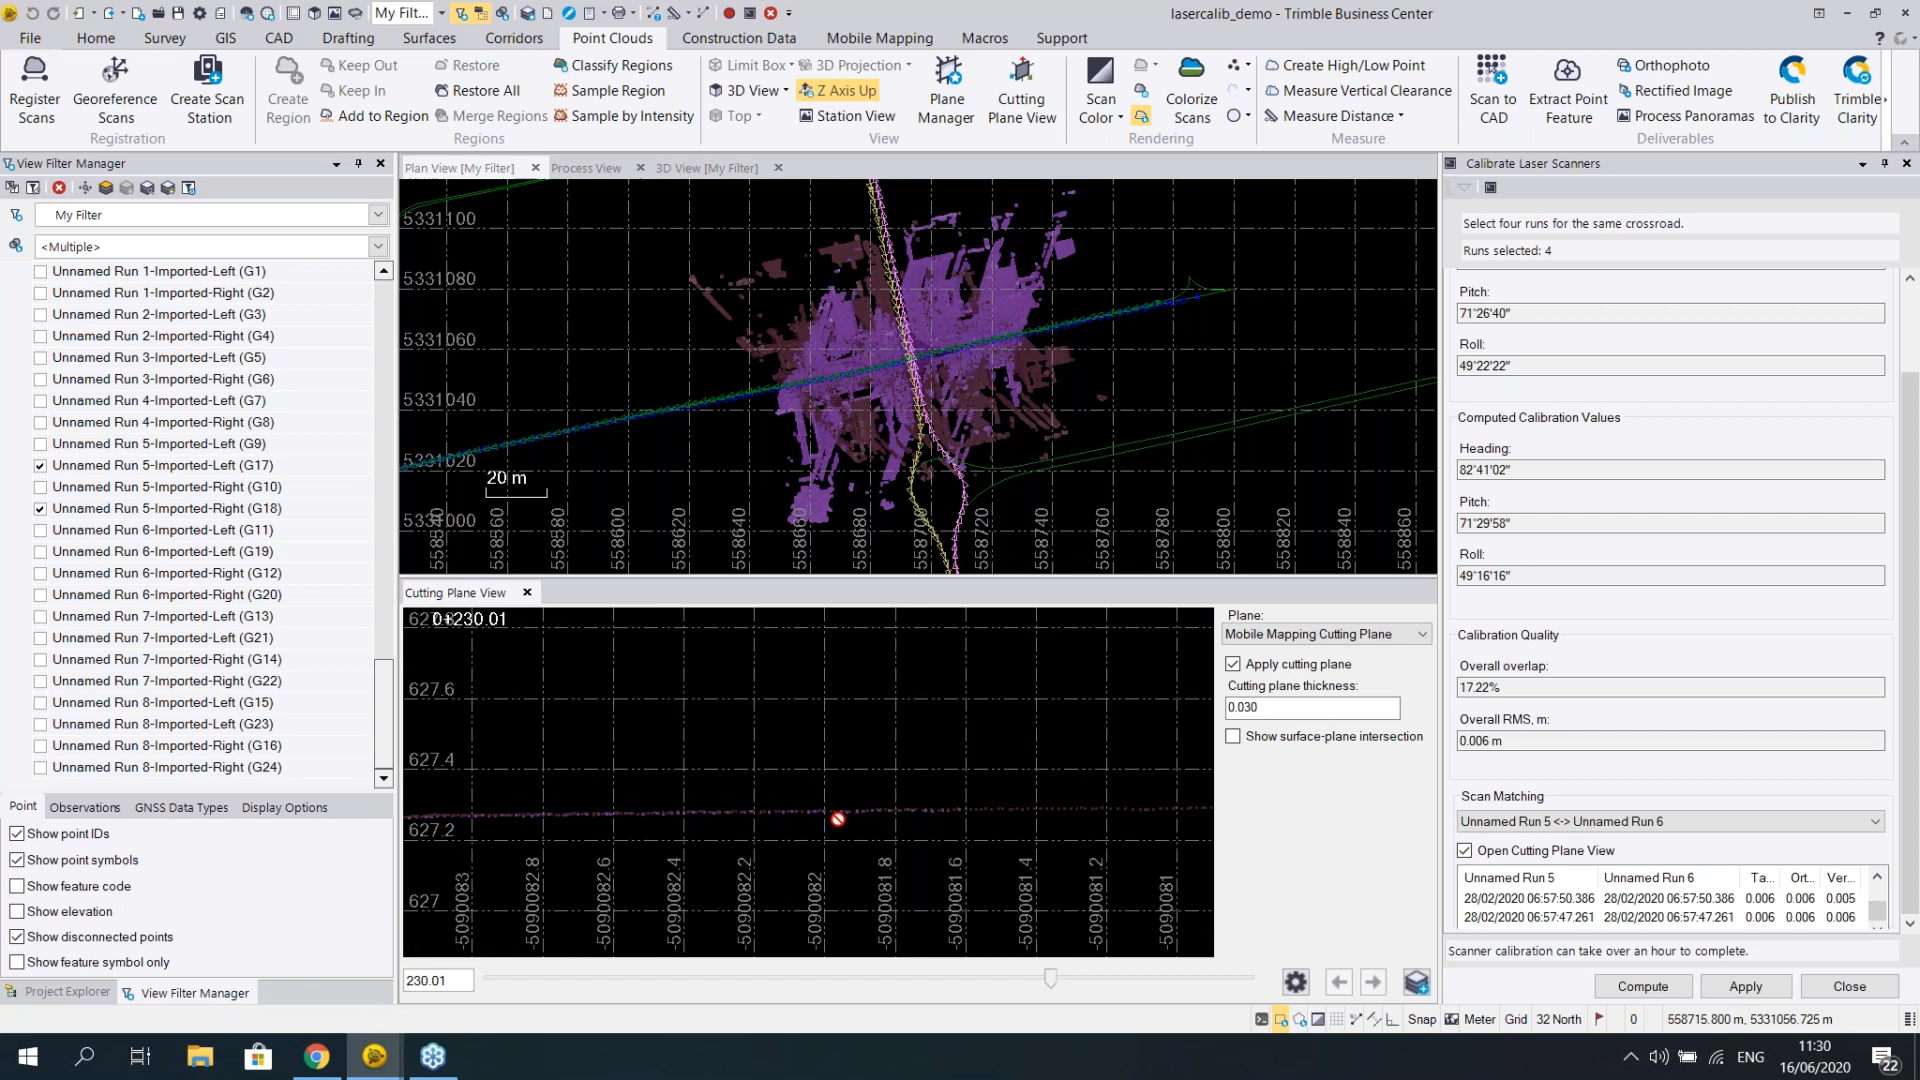 My Filt...
lasercalib_demo - Trimble Business Center
File Home Survey GIS CAD Drafting Surfaces Corridors Point Clouds Construction Data Mobile Mapping Macros Support
Register Scans
Georeference Scans
Create Scan Station
Registration
Create Region
Keep Out
Keep In
Add to Region
Restore
Restore All
Merge Regions
Classify Regions
Sample Region
Sample by Intensity
Regions
Limit Box
3D View
Top
3D Projection
Z Axis Up
Station View
Plane Manager
Cutting Plane View
View
Scan Color
Colorize Scans
Rendering
Create High/Low Point
Measure Vertical Clearance
Measure Distance
Measure
Scan to CAD
Extract Point Feature
Orthophoto
Rectified Image
Process Panoramas
Deliverables
Publish to Clarity
Trimble Clarity
View Filter Manager
My Filter
<Multiple>
Unnamed Run 1-Imported-Left (G1)
Unnamed Run 1-Imported-Right (G2)
Unnamed Run 2-Imported-Left (G3)
Unnamed Run 2-Imported-Right (G4)
Unnamed Run 3-Imported-Left (G5)
Unnamed Run 3-Imported-Right (G6)
Unnamed Run 4-Imported-Left (G7)
Unnamed Run 4-Imported-Right (G8)
Unnamed Run 5-Imported-Left (G9)
Unnamed Run 5-Imported-Left (G17)
Unnamed Run 5-Imported-Right (G10)
Unnamed Run 5-Imported-Right (G18)
Unnamed Run 6-Imported-Left (G11)
Unnamed Run 6-Imported-Left (G19)
Unnamed Run 6-Imported-Right (G12)
Unnamed Run 6-Imported-Right (G20)
Unnamed Run 7-Imported-Left (G13)
Unnamed Run 7-Imported-Left (G21)
Unnamed Run 7-Imported-Right (G14)
Unnamed Run 7-Imported-Right (G22)
Unnamed Run 8-Imported-Left (G15)
Unnamed Run 8-Imported-Left (G23)
Unnamed Run 8-Imported-Right (G16)
Unnamed Run 8-Imported-Right (G24)
Point Observations GNSS Data Types Display Options
Show point IDs
Show point symbols
Show feature code
Show elevation
Show disconnected points
Show feature symbol only
Project Explorer View Filter Manager
Plan View [My Filter] Process View 3D View [My Filter]
5331100
5331080
5331060
5331040
5331020
5331000
20 m
558580 558600 558620 558640 558680 558700 558720 558740 558760 558780 558800 558820 558840 558860
Cutting Plane View
0+230.01
627.6
627.4
627.2
627
-5090083 -5090082.8 -5090082.6 -5090082.4 -5090082.2 -5090082 -5090081.8 -5090081.6 -5090081.4 -5090081.2 -5090081
230.01
Plane:
Mobile Mapping Cutting Plane
Apply cutting plane
Cutting plane thickness:
0.030
Show surface-plane intersection
Calibrate Laser Scanners
Select four runs for the same crossroad.
Runs selected: 4
Pitch:
71°26'40"
Roll:
49°22'22"
Computed Calibration Values
Heading:
82°41'02"
Pitch:
71°29'58"
Roll:
49°16'16"
Calibration Quality
Overall overlap:
17.22%
Overall RMS, m:
0.006 m
Scan Matching
Unnamed Run 5 <-> Unnamed Run 6
Open Cutting Plane View
Unnamed Run 5 Unnamed Run 6 Ta... Ort... Ver...
28/02/2020 06:57:50.386 28/02/2020 06:57:50.386 0.006 0.006 0.005
28/02/2020 06:57:47.261 28/02/2020 06:57:47.261 0.006 0.006 0.006
Scanner calibration can take over an hour to complete.
Compute Apply Close
Snap Meter Grid 32 North 0 558715.800 m, 5331056.725 m
ENG
11:30
16/06/2020
22